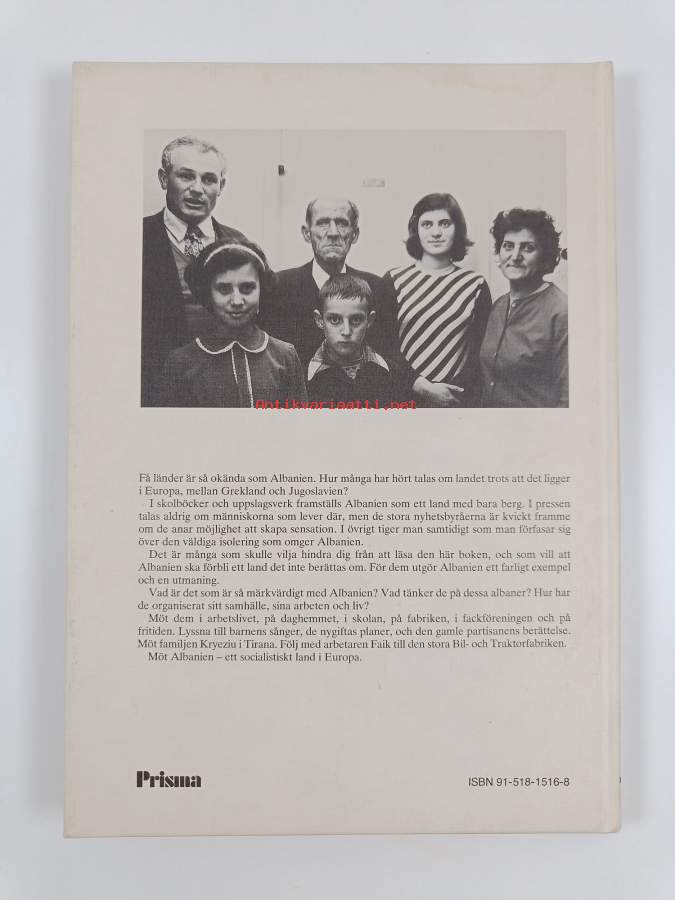 Antikvariaatti.net
Få länder är så okända som Albanien. Hur många har hört talas om landet trots att det ligger
i Europa, mellan Grekland och Jugoslavien?
I skolböcker och uppslagsverk framställs Albanien som ett land med bara berg. I pressen
talas aldrig om människorna som lever där, men de stora nyhetsbyråerna är kvickt framme
om de anar möjlighet att skapa sensation. I övrigt tiger man samtidigt som man förfasar sig
över den väldiga isolering som omger Albanien.
Det är många som skulle vilja hindra dig från att läsa den här boken, och som vill att
Albanien ska förbli ett land det inte berättas om. För dem utgör Albanien ett farligt exempel
och en utmaning.
Vad är det som är så märkvärdigt med Albanien? Vad tänker de på dessa albaner? Hur har
de organiserat sitt samhälle, sina arbeten och liv?
Möt dem i arbetslivet, på daghemmet, i skolan, på fabriken, i fackföreningen och på
fritiden. Lyssna till barnens sånger, de nygiftas planer, och den gamle partisanens berättelse.
Möt familjen Kryeziu i Tirana. Följ med arbetaren Faik till den stora Bil- och Traktorfabriken.
Möt Albanien – ett socialistiskt land i Europa.
Prisma
ISBN 91-518-1516-8